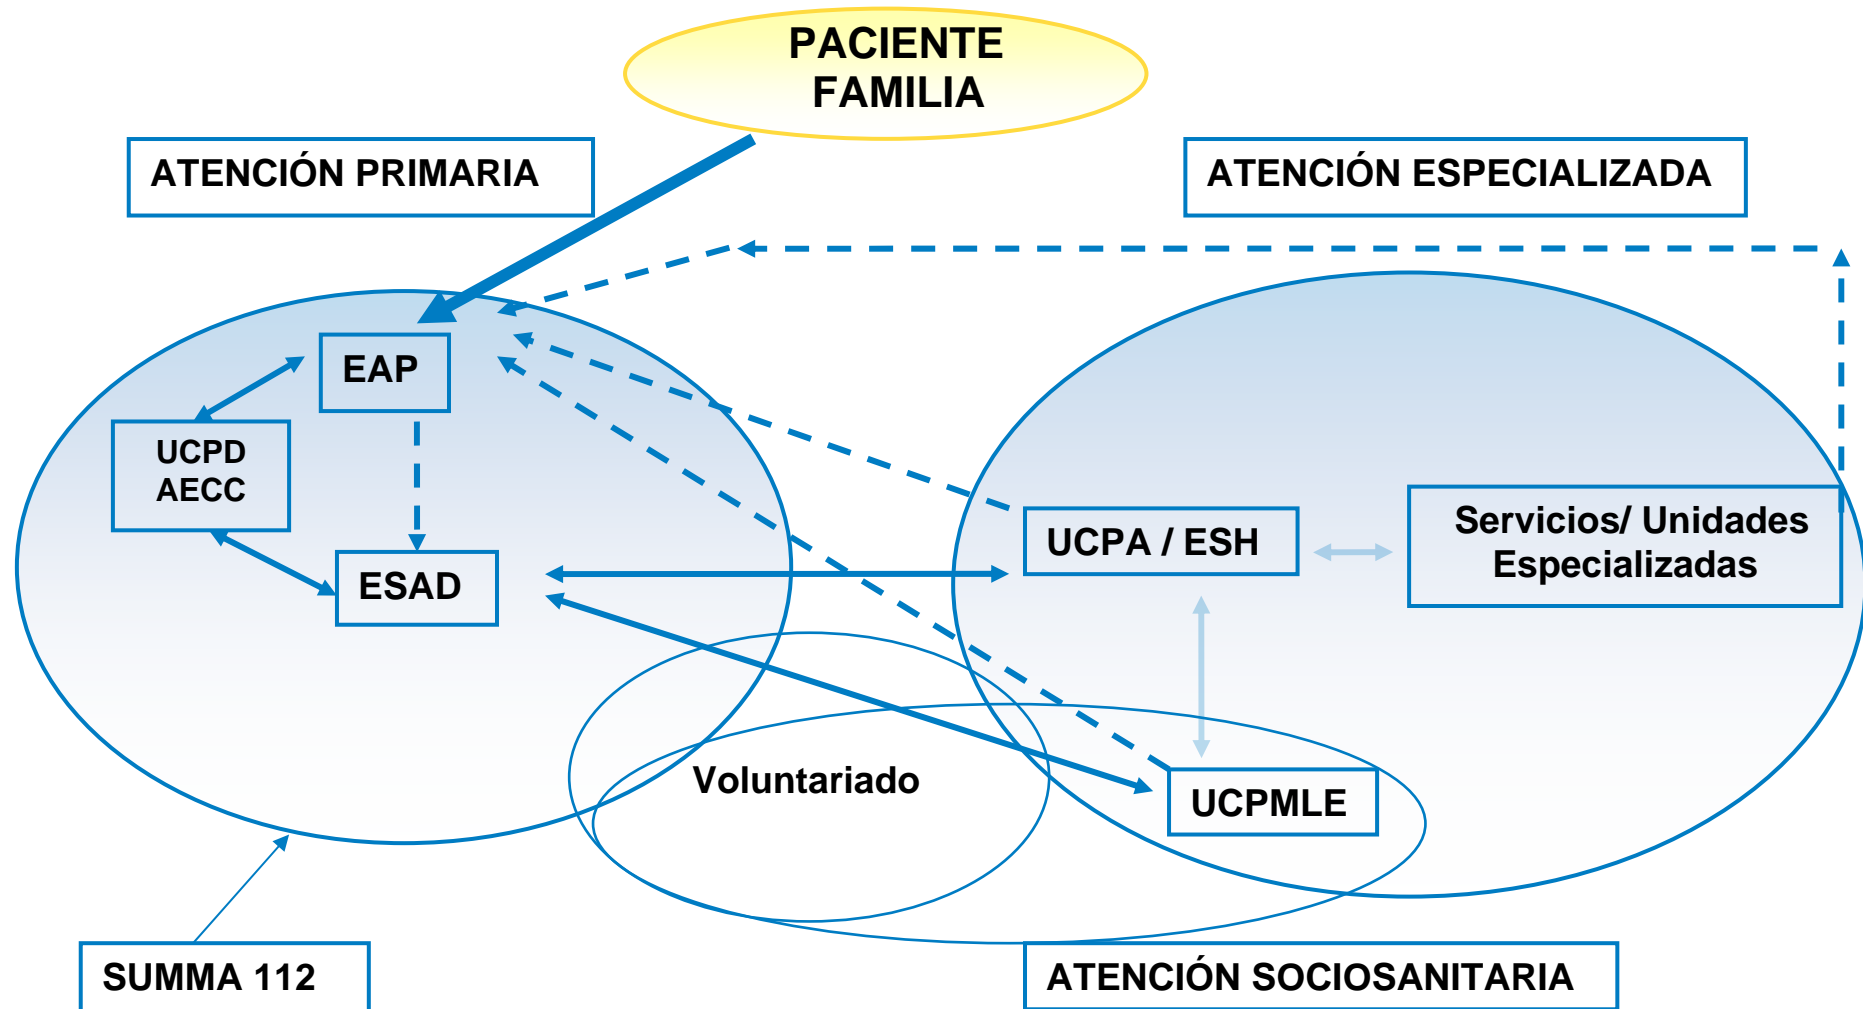 PACIENTE
FAMILIA
ATENCIÓN PRIMARIA
ATENCIÓN ESPECIALIZADA
EAP
UCPD
AECC
ESAD
UCPA / ESH
Servicios/ Unidades
Especializadas
Voluntariado
UCPMLE
SUMMA 112
ATENCIÓN SOCIOSANITARIA